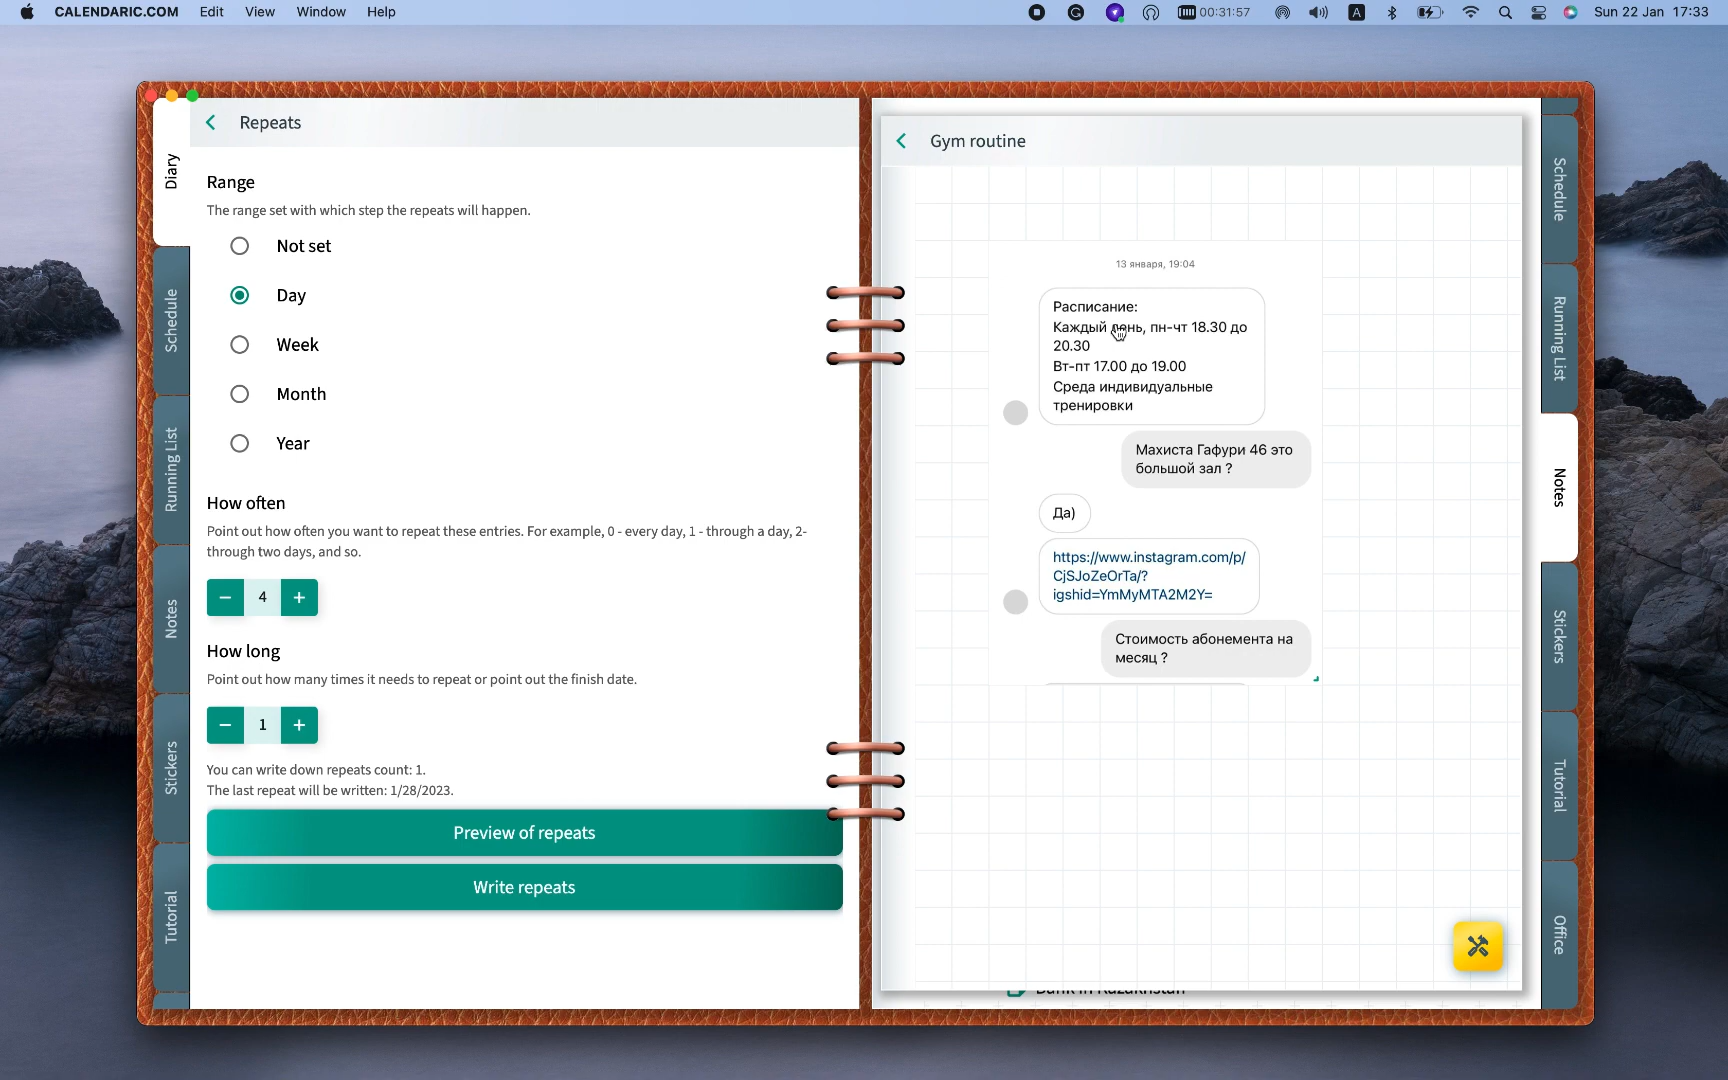 CALENDARIC.COM Edit View Window Help
00:31:57
A
Sun 22 Jan 17:33
Diary
Schedule
Running List
Notes
Stickers
Tutorial
Repeats
Range
The range set with which step the repeats will happen.
Not set
Day
Week
Month
Year
How often
Point out how often you want to repeat these entries. For example, 0 - every day, 1 - through a day, 2-
through two days, and so.
− 4 +
How long
Point out how many times it needs to repeat or point out the finish date.
− 1 +
You can write down repeats count: 1.
The last repeat will be written: 1/28/2023.
Preview of repeats
Write repeats
Gym routine
13 января, 19:04
Расписание:
Каждый день, пн-чт 18.30 до
20.30
Вт-пт 17.00 до 19.00
Среда индивидуальные
тренировки
Махиста Гафури 46 это
большой зал ?
Да)
https://www.instagram.com/p/
CjSJoZeOrTa/?
igshid=YmMyMTA2M2Y=
Стоимость абонемента на
месяц ?
Bank in Kazakhstan
Schedule
Running List
Notes
Stickers
Tutorial
Office